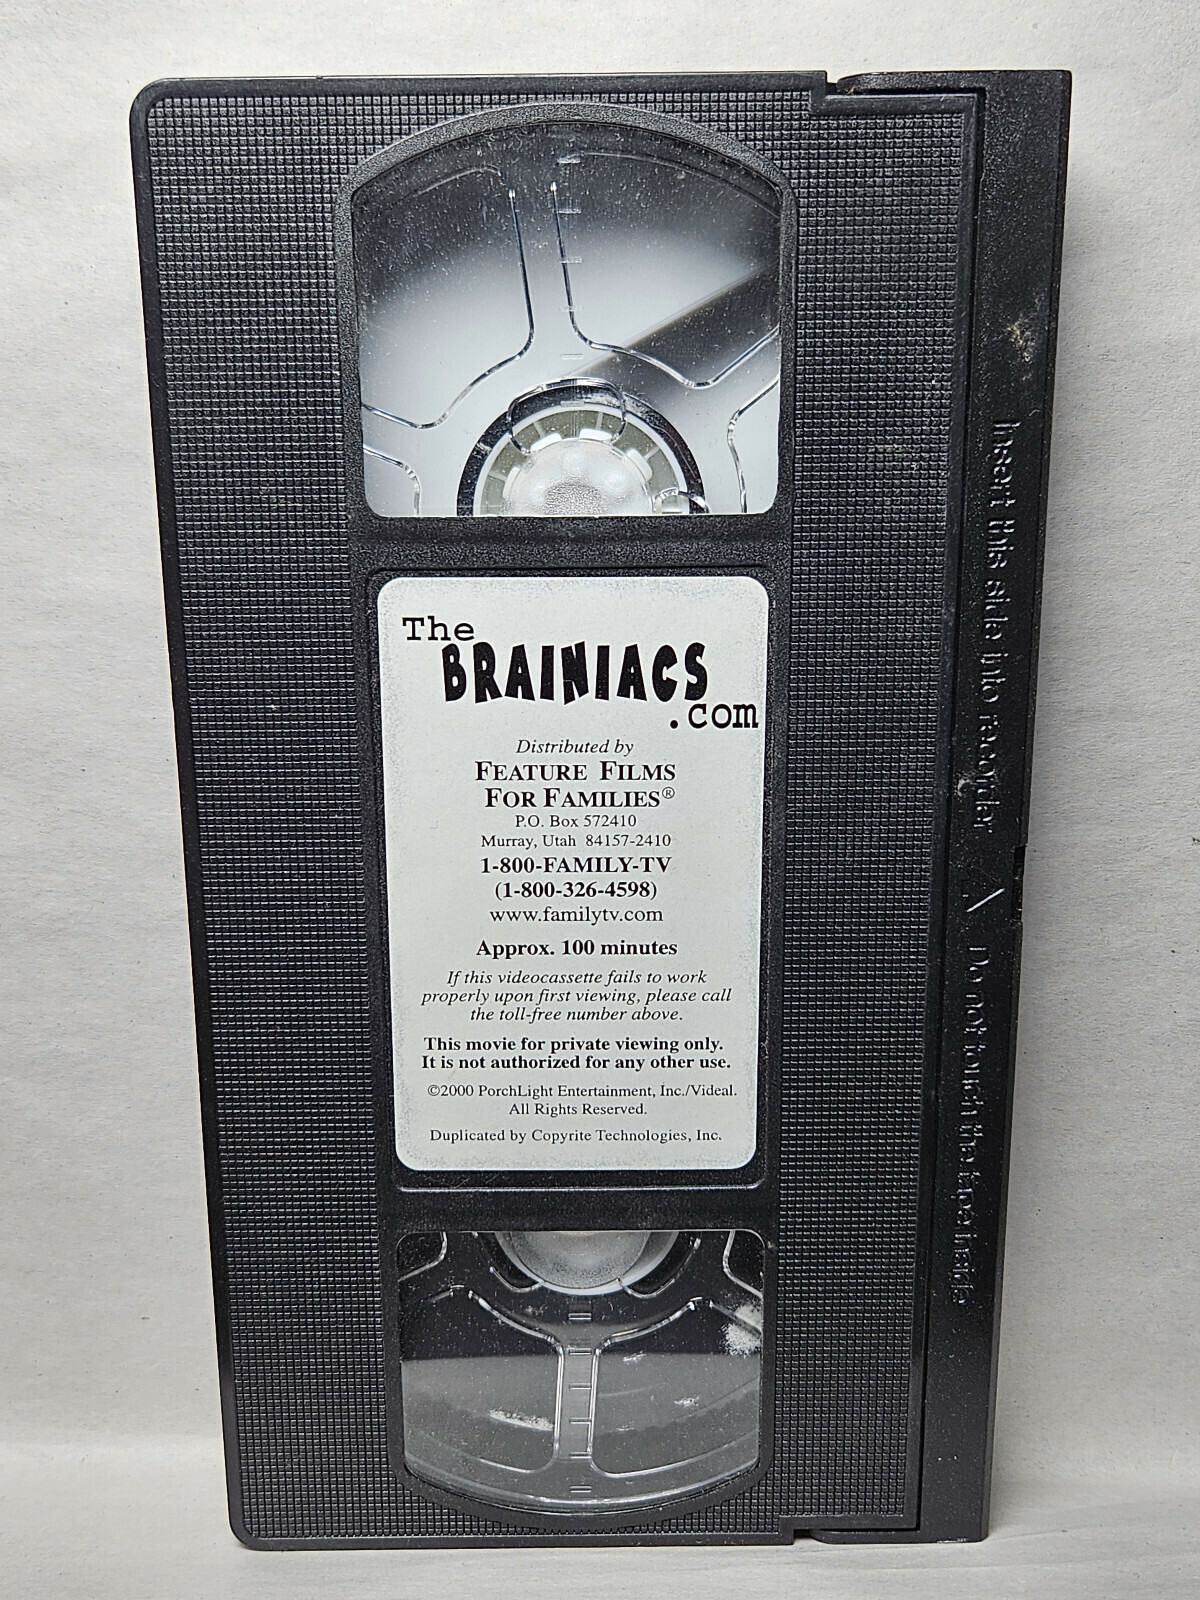 The
BRAINIACS
.com
Distributed by
FEATURE FILMS
FOR FAMILIES®
P.O. Box 572410
Murray, Utah 84157-2410
1-800-FAMILY-TV
(1-800-326-4598)
www.familytv.com
Approx. 100 minutes
If this videocassette fails to work
properly upon first viewing, please call
the toll-free number above.
This movie for private viewing only.
It is not authorized for any other use.
©2000 PorchLight Entertainment, Inc./Videal.
All Rights Reserved.
Duplicated by Copyrite Technologies, Inc.
Insert this side into recorder
Do not touch the tape inside